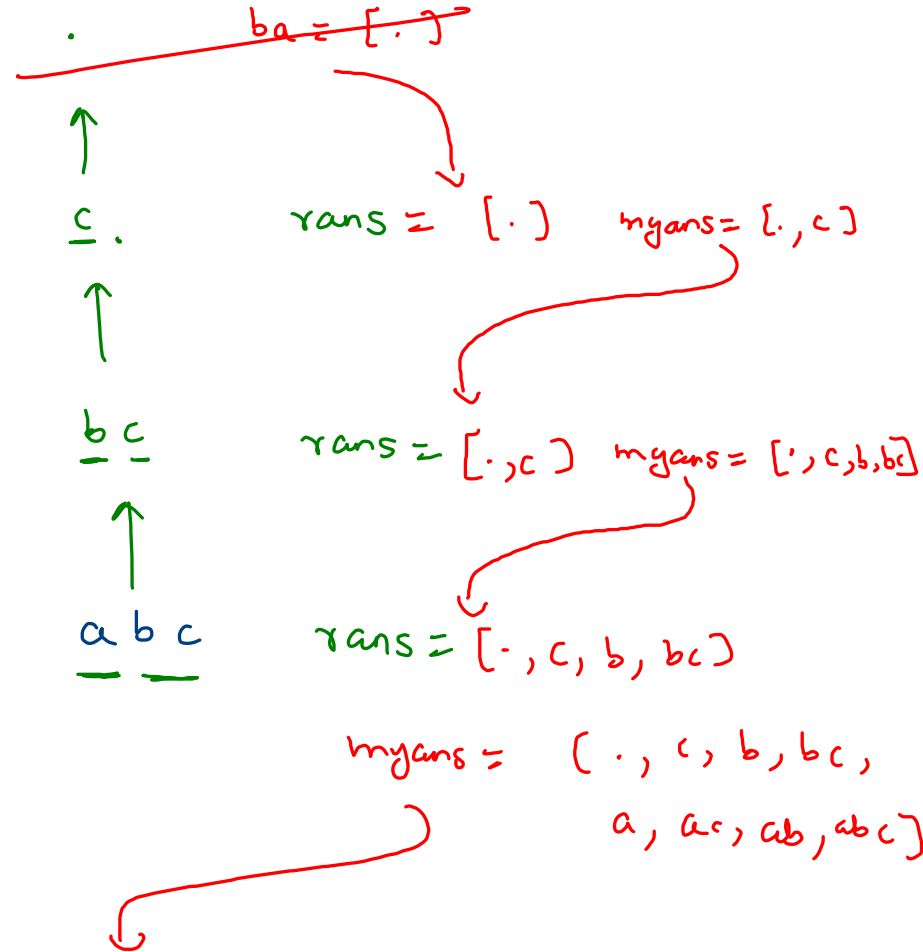 . ba = [.]
c . rans = [.] myans = [., c]
b c rans = [., c] myans = [., c, b, bc]
a b c rans = [., c, b, bc]
myans = [., c, b, bc,
a, ac, ab, abc]